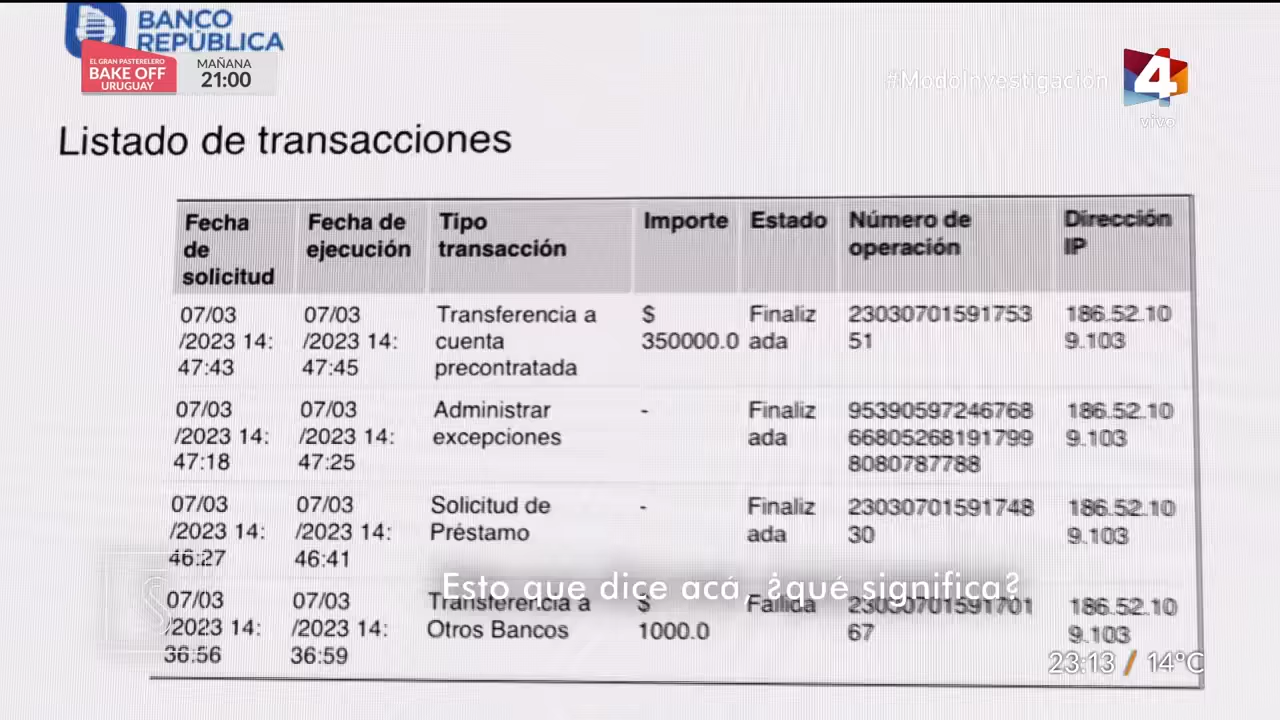 BANCO
REPÚBLICA
EL GRAN PASTERELERO
BAKE OFF
URUGUAY
MAÑANA
21:00
#ModoInvestigación
4
vivo
Listado de transacciones
Fecha de solicitud | Fecha de ejecución | Tipo transacción | Importe | Estado | Número de operación | Dirección IP
07/03 /2023 14: 47:43 | 07/03 /2023 14: 47:45 | Transferencia a cuenta precontratada | $ 350000.0 | Finaliz ada | 23030701591753 51 | 186.52.10 9.103
07/03 /2023 14: 47:18 | 07/03 /2023 14: 47:25 | Administrar excepciones | - | Finaliz ada | 95390597246768 66805268191799 8080787788 | 186.52.10 9.103
07/03 /2023 14: 46:27 | 07/03 /2023 14: 46:41 | Solicitud de Préstamo | - | Finaliz ada | 23030701591748 30 | 186.52.10 9.103
07/03 /2023 14: 36:56 | 07/03 /2023 14: 36:59 | Transferencia a Otros Bancos | $ 1000.0 | Fallida | 23030701591701 67 | 186.52.10 9.103
Esto que dice acá, ¿qué significa?
23:13 / 14°C